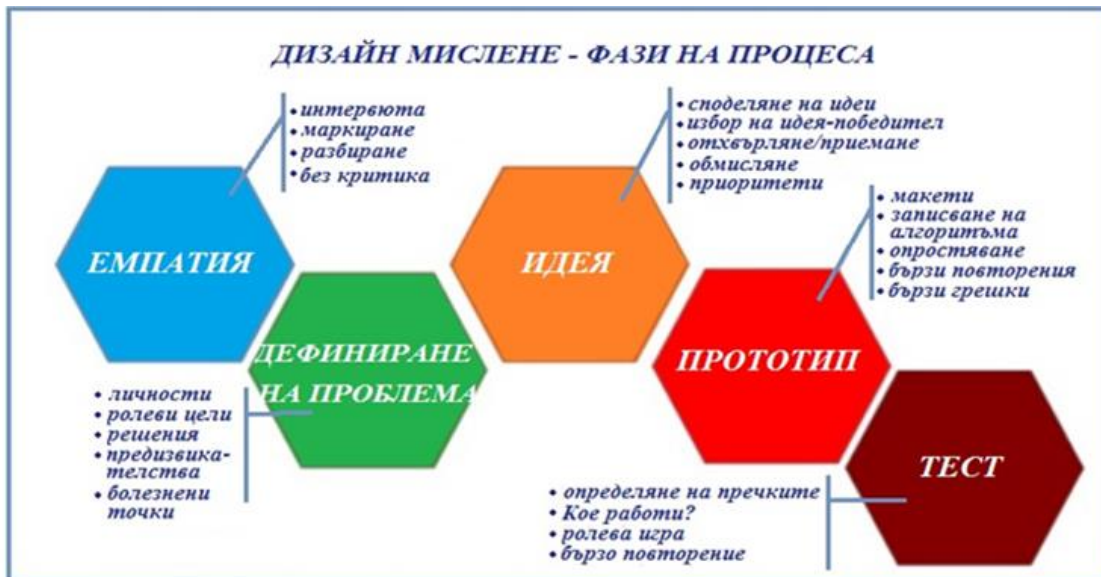 ДИЗАЙН МИСЛЕНЕ - ФАЗИ НА ПРОЦЕСА
• интервюта
• маркиране
• разбиране
• без критика
ЕМПАТИЯ
ДЕФИНИРАНЕ
НА ПРОБЛЕМА
• личности
• ролеви цели
• решения
• предизвика-
телства
• болезнени
точки
• споделяне на идеи
• избор на идея-победител
• отхвърляне/приемане
• обмисляне
• приоритети
ИДЕЯ
• макети
• записване на
алгоритъма
• опростяване
• бързи повторения
• бързи грешки
ПРОТОТИП
ТЕСТ
• определяне на пречките
• Кое работи?
• ролева игра
• бързо повторение